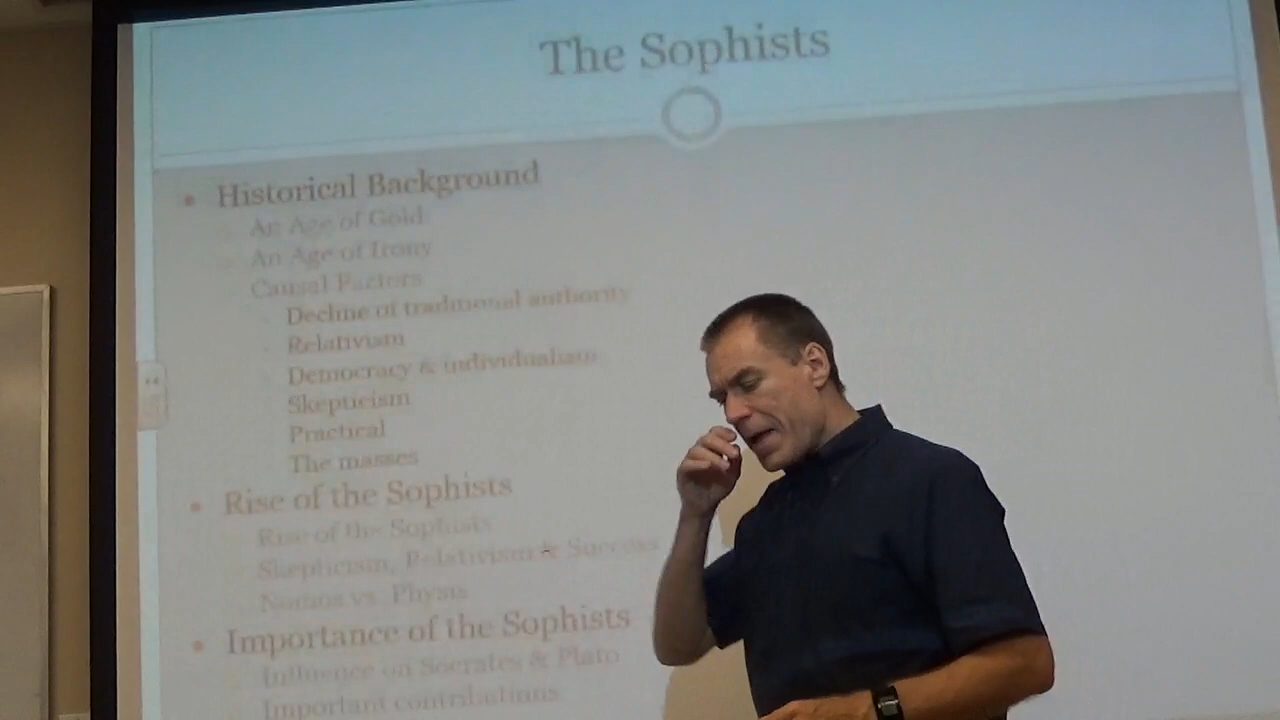 The Sophists
Historical Background
An Age of Gold
An Age of Irony
Causal Factors
Decline of traditional authority
Relativism
Democracy & individualism
Skepticism
Practical
The masses
Rise of the Sophists
Rise of the Sophists
Skepticism, Relativism & Success
Nomos vs. Physis
Importance of the Sophists
Influence on Socrates & Plato
Important contributions